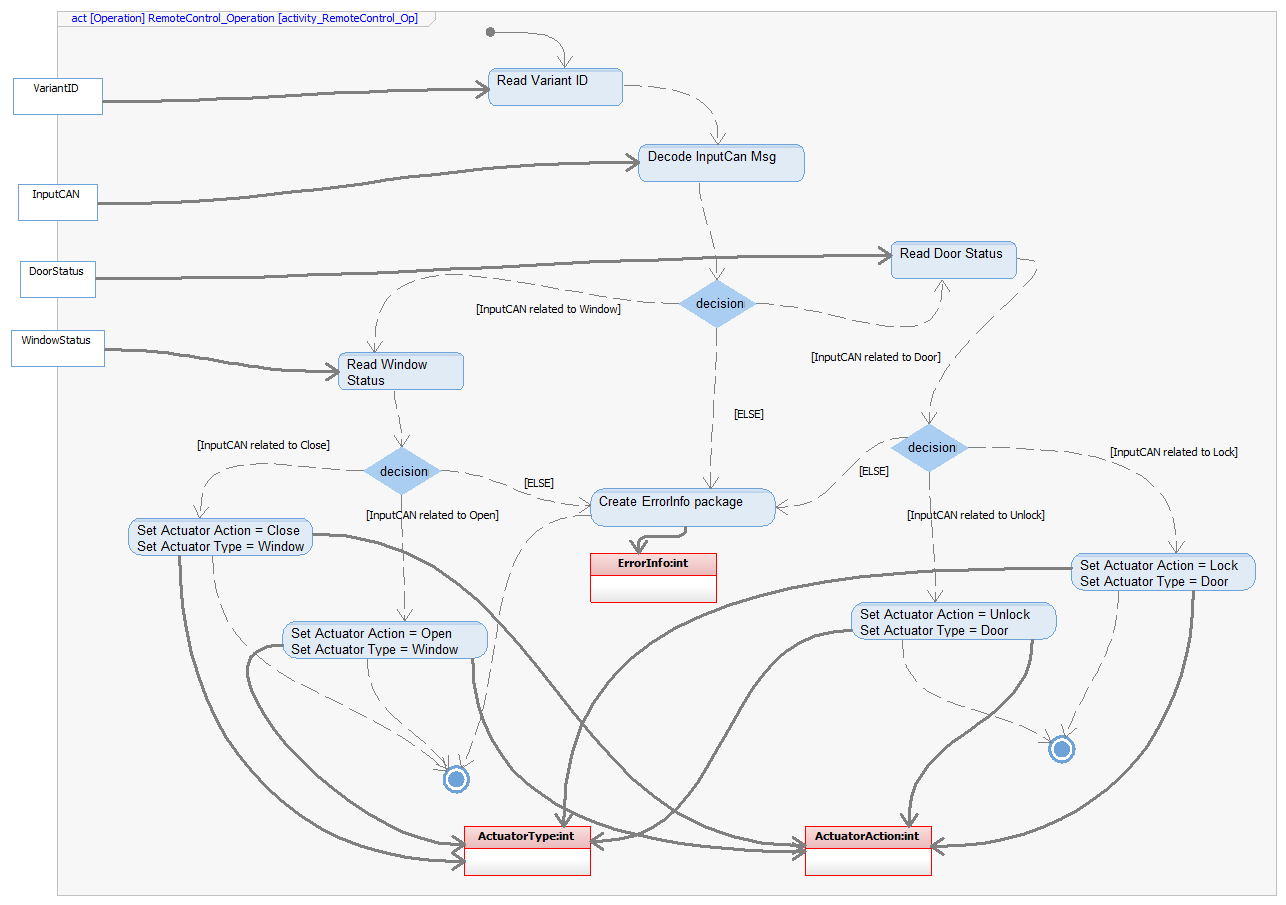 act [Operation] RemoteControl_Operation [activity_RemoteControl_Op]
VariantID
Read Variant ID
Decode InputCan Msg
InputCAN
DoorStatus
Read Door Status
decision
[InputCAN related to Window]
WindowStatus
[InputCAN related to Door]
Read Window
Status
[ELSE]
[InputCAN related to Close]
decision
[InputCAN related to Lock]
decision
[ELSE]
[ELSE]
Create ErrorInfo package
[InputCAN related to Open]
[InputCAN related to Unlock]
Set Actuator Action = Close
Set Actuator Type = Window
ErrorInfo:int
Set Actuator Action = Lock
Set Actuator Type = Door
Set Actuator Action = Unlock
Set Actuator Type = Door
Set Actuator Action = Open
Set Actuator Type = Window
ActuatorType:int
ActuatorAction:int